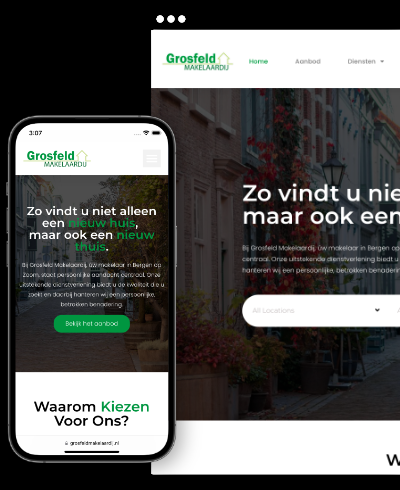 Grosfeld
MAKELAARDIJ
Home
Aanbod
Diensten
Zo vindt u nie
maar ook een
Bij Grosfeld Makelaardij, úw makelaar in Bergen op
centraal. Onze uitstekende dienstverlening biedt u
hanteren wij een persoonlijke, betrokken benadering
All Locations
W
3:07
Grosfeld
MAKELAARDIJ
Zo vindt u niet alleen
een nieuw huis,
maar ook een nieuw
thuis.
Bij Grosfeld Makelaardij, úw makelaar in Bergen op
Zoom, staat persoonlijke aandacht centraal. Onze
uitstekende dienstverlening biedt u de kwaliteit die u
zoekt en daarbij hanteren wij een persoonlijke,
betrokken benadering.
Bekijk het aanbod
Waarom Kiezen
Voor Ons?
grosfeldmakelaardij.nl